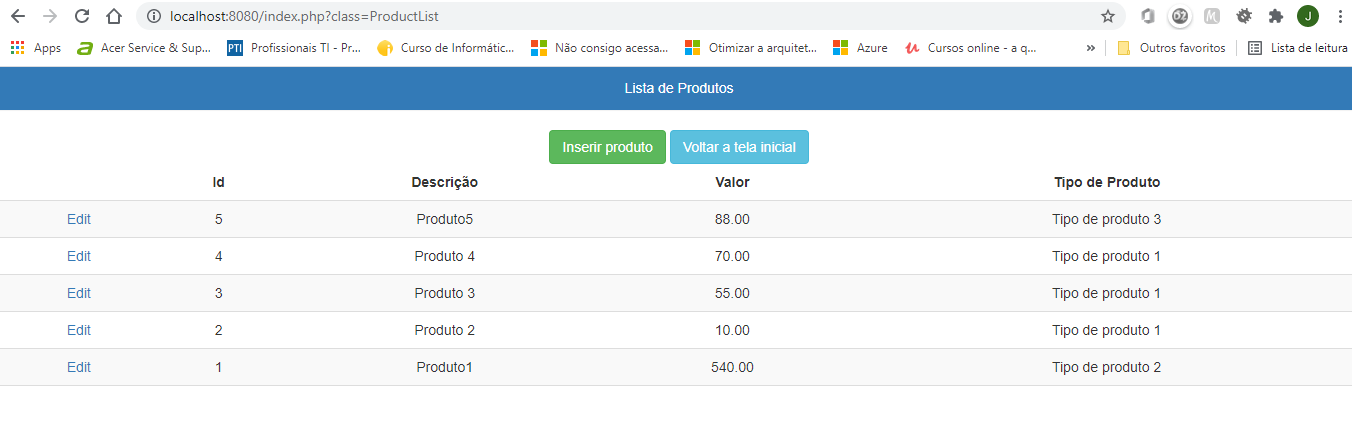 localhost:8080/index.php?class=ProductList
D2
M
J
Apps
a
Acer Service & Sup...
PTI
Profissionais TI - Pr...
Curso de Informátic...
Não consigo acessa...
Otimizar a arquitet...
Azure
Cursos online - a q...
»
Outros favoritos
Lista de leitura
Lista de Produtos
Inserir produto
Voltar a tela inicial
Id Descrição Valor Tipo de Produto
Edit 5 Produto5 88.00 Tipo de produto 3
Edit 4 Produto 4 70.00 Tipo de produto 1
Edit 3 Produto 3 55.00 Tipo de produto 1
Edit 2 Produto 2 10.00 Tipo de produto 1
Edit 1 Produto1 540.00 Tipo de produto 2